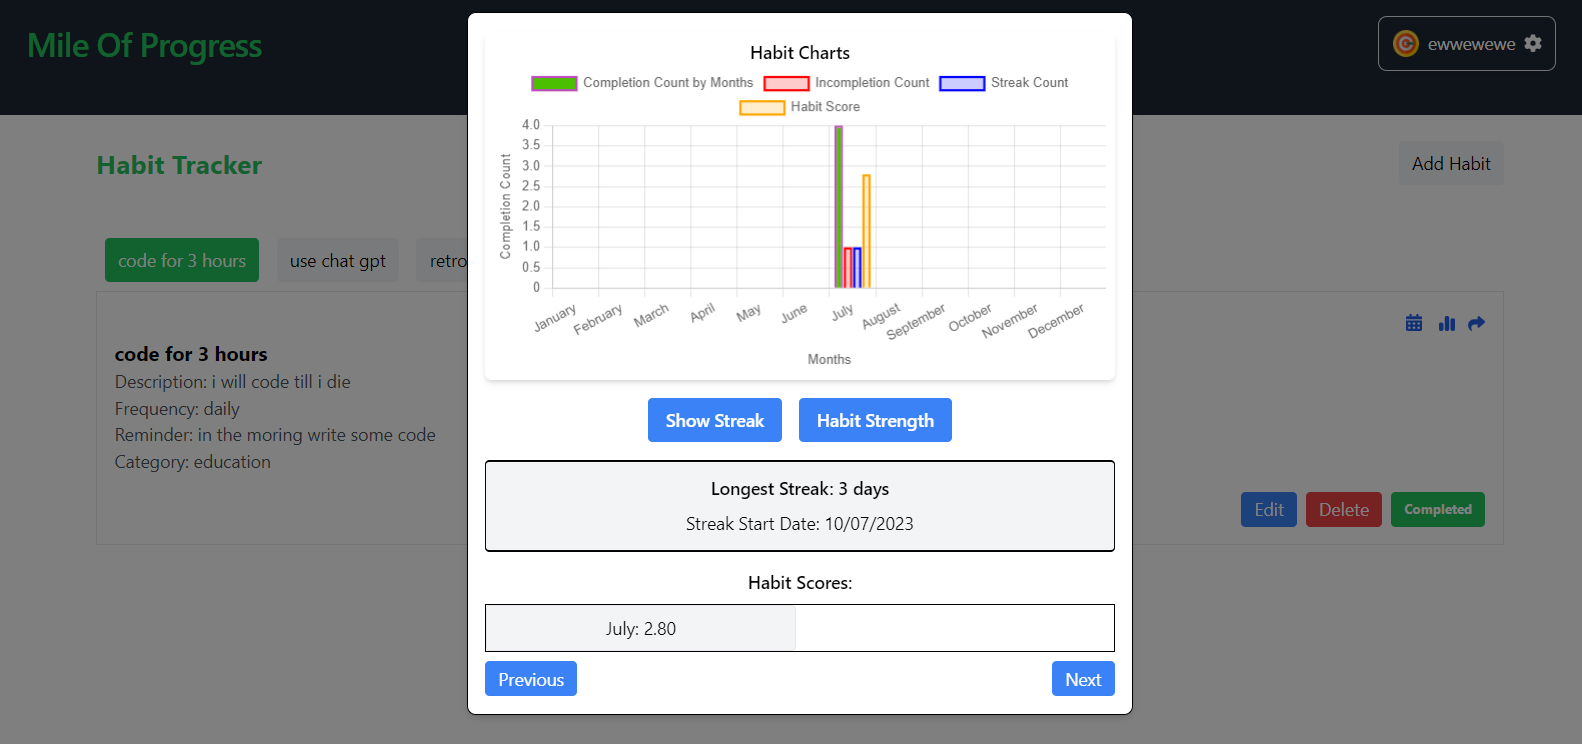 Mile Of Progress
ewwewewe
Habit Tracker
Add Habit
code for 3 hours
use chat gpt
retro
code for 3 hours
Description: i will code till i die
Frequency: daily
Reminder: in the moring write some code
Category: education
Edit
Delete
Completed
Habit Charts
Completion Count by Months
Incompletion Count
Streak Count
Habit Score
Completion Count
4.0
3.5
3.0
2.5
2.0
1.5
1.0
0.5
0
January
February
March
April
May
June
July
August
September
October
November
December
Months
Show Streak
Habit Strength
Longest Streak: 3 days
Streak Start Date: 10/07/2023
Habit Scores:
July: 2.80
Previous
Next